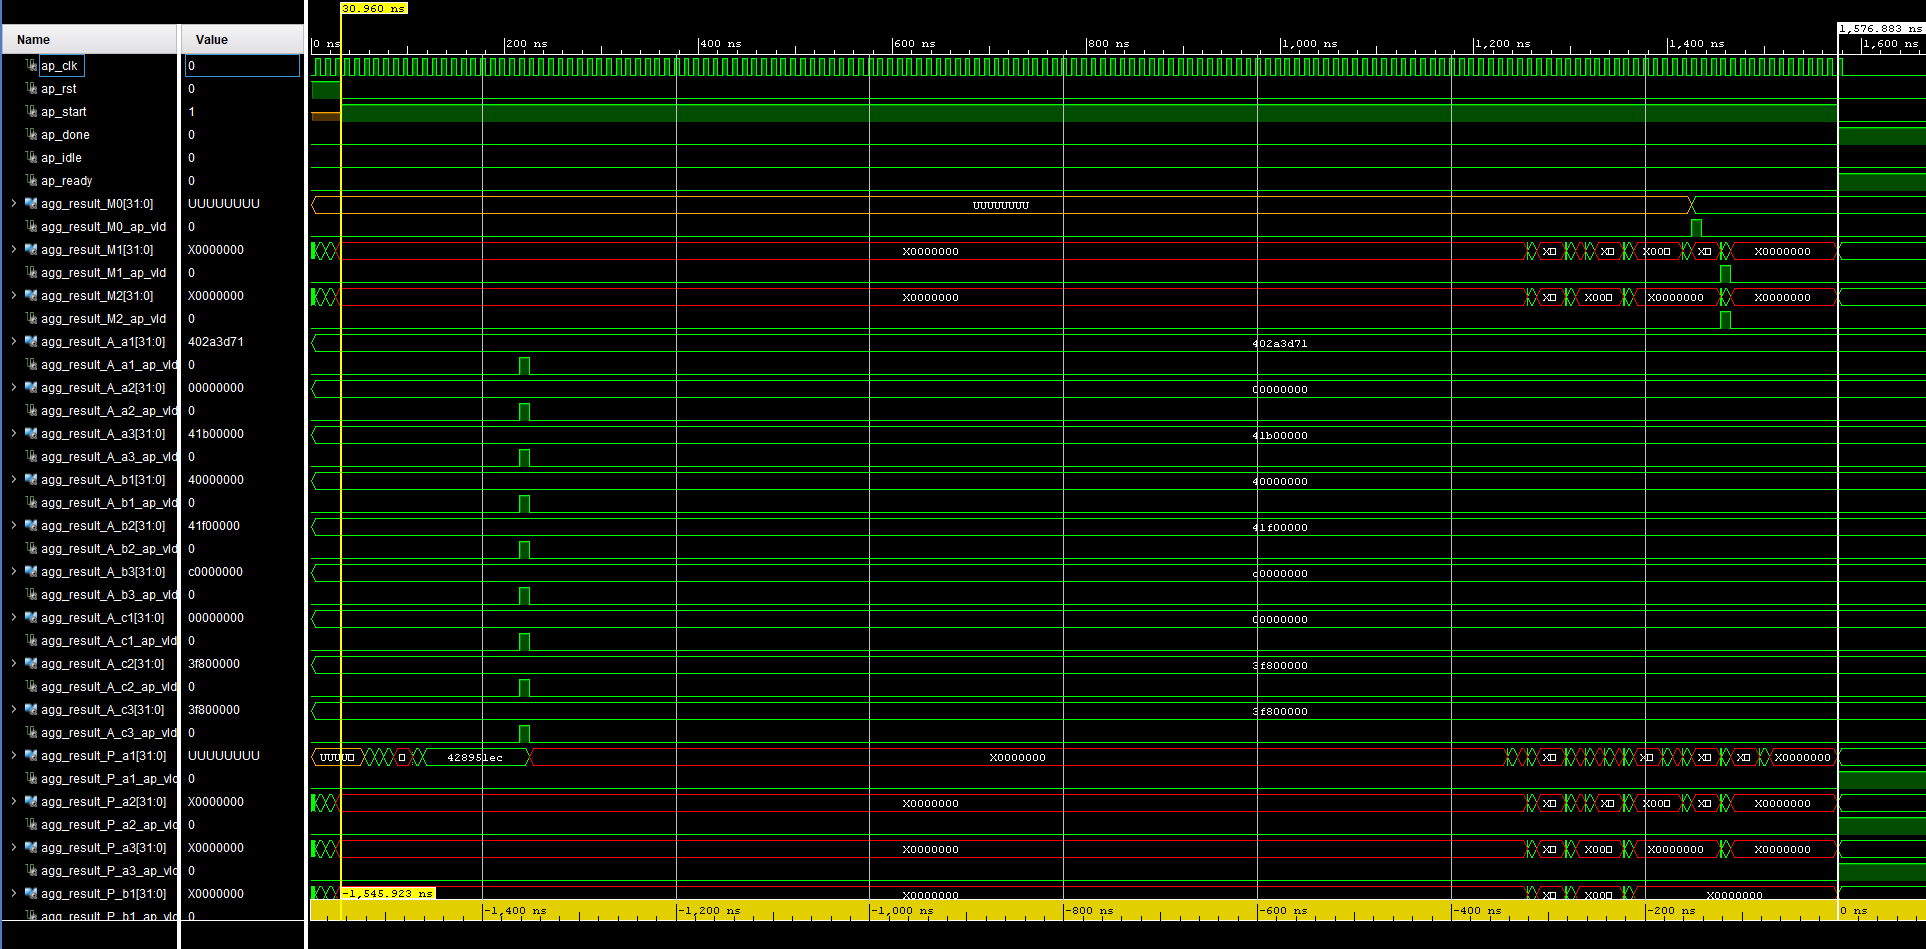 30.960 ns
1,576.883 ns
Name Value
0 ns 200 ns 400 ns 600 ns 800 ns 1,000 ns 1,200 ns 1,400 ns 1,600 ns
ap_clk 0
ap_rst 0
ap_start 1
ap_done 0
ap_idle 0
ap_ready 0
agg_result_M0[31:0] UUUUUUUU UUUUUUUU
agg_result_M0_ap_vld 0
agg_result_M1[31:0] X0000000 X0000000 X X X00 X X0000000
agg_result_M1_ap_vld 0
agg_result_M2[31:0] X0000000 X0000000 X X00 X0000000 X0000000
agg_result_M2_ap_vld 0
agg_result_A_a1[31:0] 402a3d71 402a3d71
agg_result_A_a1_ap_vld 0
agg_result_A_a2[31:0] 00000000 00000000
agg_result_A_a2_ap_vld 0
agg_result_A_a3[31:0] 41b00000 41b00000
agg_result_A_a3_ap_vld 0
agg_result_A_b1[31:0] 40000000 40000000
agg_result_A_b1_ap_vld 0
agg_result_A_b2[31:0] 41f00000 41f00000
agg_result_A_b2_ap_vld 0
agg_result_A_b3[31:0] c0000000 c0000000
agg_result_A_b3_ap_vld 0
agg_result_A_c1[31:0] 00000000 00000000
agg_result_A_c1_ap_vld 0
agg_result_A_c2[31:0] 3f800000 3f800000
agg_result_A_c2_ap_vld 0
agg_result_A_c3[31:0] 3f800000 3f800000
agg_result_A_c3_ap_vld 0
agg_result_P_a1[31:0] UUUUUUUU UUUU 428951ec X0000000 X X X X X0000000
agg_result_P_a1_ap_vld 0
agg_result_P_a2[31:0] X0000000 X0000000 X X X00 X X0000000
agg_result_P_a2_ap_vld 0
agg_result_P_a3[31:0] X0000000 X0000000 X X00 X0000000 X0000000
agg_result_P_a3_ap_vld 0
agg_result_P_b1[31:0] X0000000 -1,545.923 ns X0000000 X X00 X0000000
agg_result_P_b1_ap_vld 0
-1,400 ns -1,200 ns -1,000 ns -800 ns -600 ns -400 ns -200 ns 0 ns